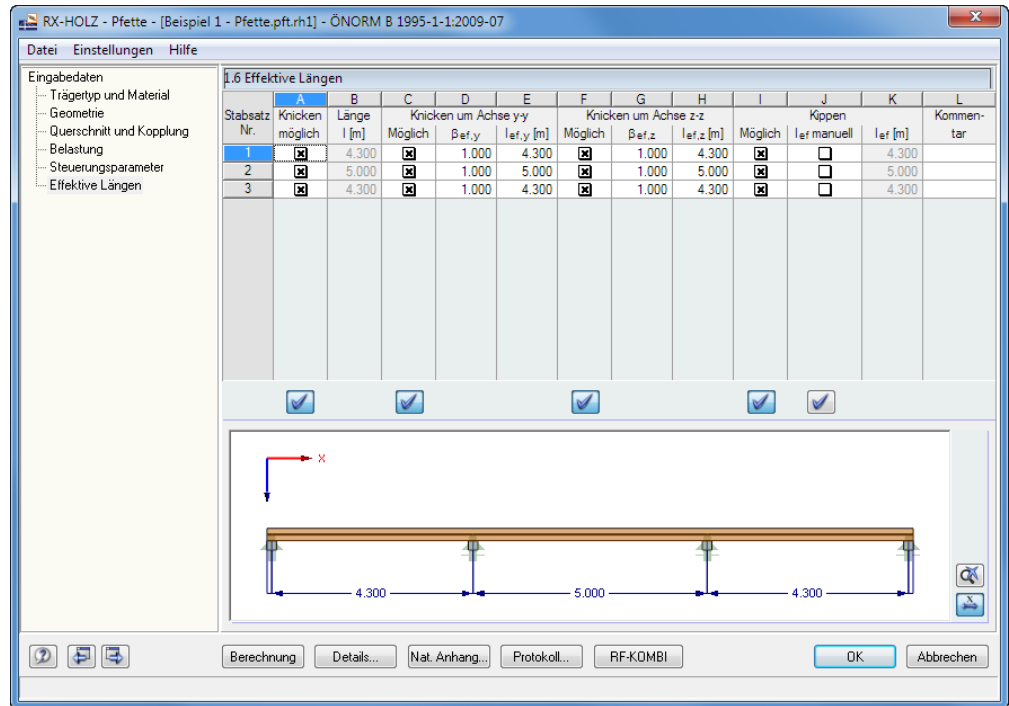 RX-HOLZ - Pfette - [Beispiel 1 - Pfette.pft.rh1] - ÖNORM B 1995-1-1:2009-07
Datei Einstellungen Hilfe
Eingabedaten
Trägertyp und Material
Geometrie
Querschnitt und Kopplung
Belastung
Steuerungsparameter
Effektive Längen
1.6 Effektive Längen
A B C D E F G H I J K L
Stabsatz Knicken Länge Knicken um Achse y-y Knicken um Achse z-z Kippen Kommen-
Nr. möglich l [m] Möglich βef,y lef,y [m] Möglich βef,z lef,z [m] Möglich lef manuell lef [m] tar
1 4.300 1.000 4.300 1.000 4.300 4.300
2 5.000 1.000 5.000 1.000 5.000 5.000
3 4.300 1.000 4.300 1.000 4.300 4.300
X
4.300 5.000 4.300
X
Berechnung Details... Nat. Anhang... Protokoll... RF-KOMBI OK Abbrechen